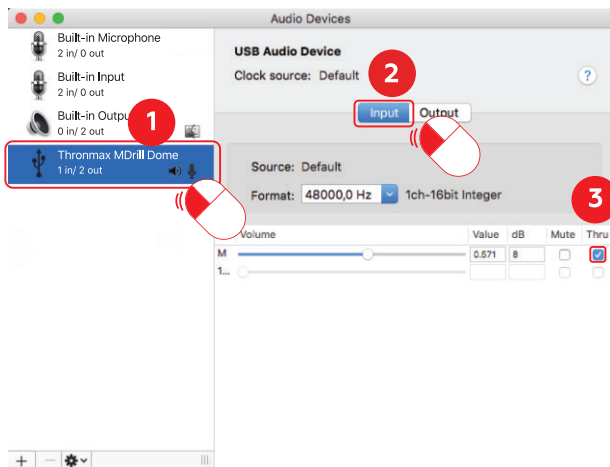 Audio Devices
Built-in Microphone
2 in/ 0 out
Built-in Input
2 in/ 0 out
Built-in Outpu
0 in/ 2 out
1
Thronmax MDrill Dome
1 in/ 2 out
USB Audio Device
Clock source: Default
2
?
Input Output
Source: Default
Format: 48000,0 Hz 1ch-16bit Integer
3
Volume Value dB Mute Thru
M 0.571 8
1...